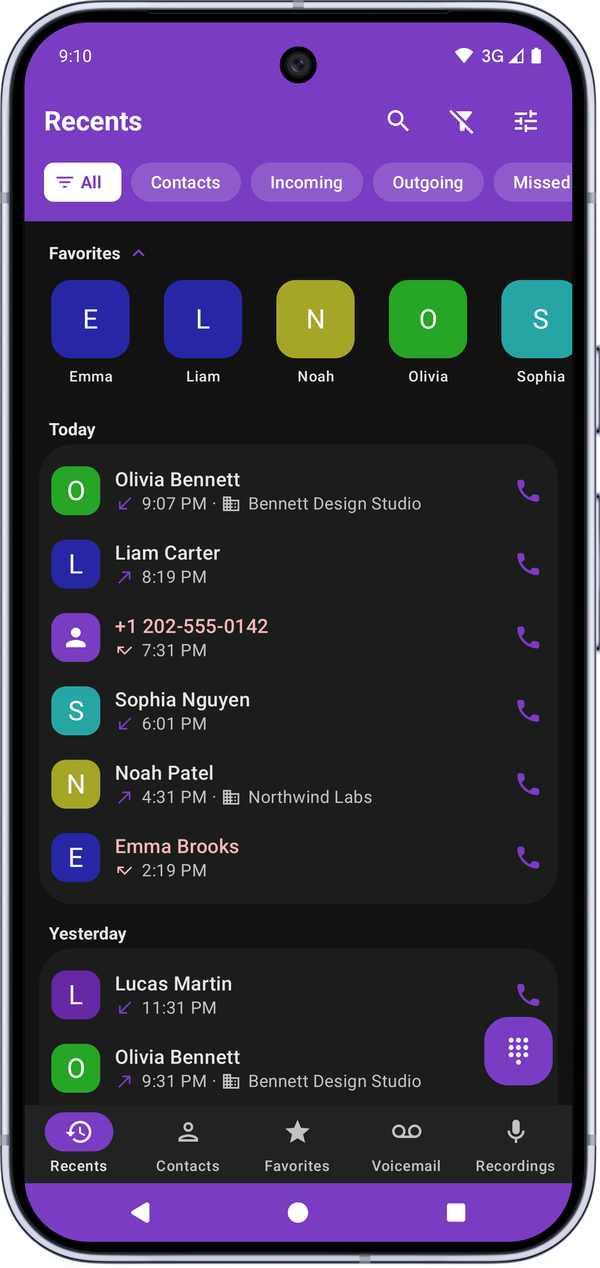 9:10
3G
Recents
All
Contacts
Incoming
Outgoing
Missed
Favorites
E
L
N
O
S
Emma
Liam
Noah
Olivia
Sophia
Today
O
Olivia Bennett
9:07 PM · Bennett Design Studio
L
Liam Carter
8:19 PM
+1 202-555-0142
7:31 PM
S
Sophia Nguyen
6:01 PM
N
Noah Patel
4:31 PM · Northwind Labs
E
Emma Brooks
2:19 PM
Yesterday
L
Lucas Martin
11:31 PM
O
Olivia Bennett
9:31 PM · Bennett Design Studio
Recents
Contacts
Favorites
Voicemail
Recordings